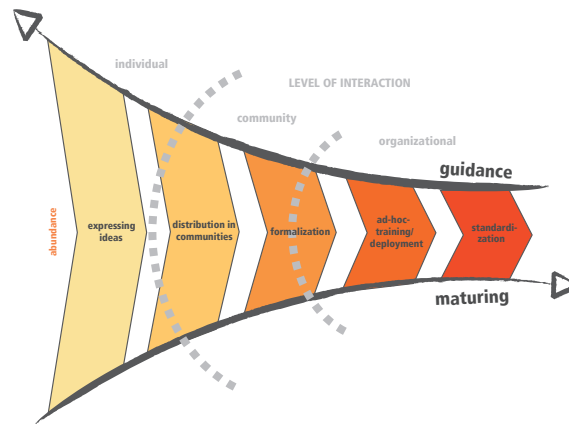 individual
LEVEL OF INTERACTION
community
organizational
guidance
abundance
expressing
ideas
distribution in
communities
formalization
ad-hoc-
training/
deployment
standardi-
zation
maturing